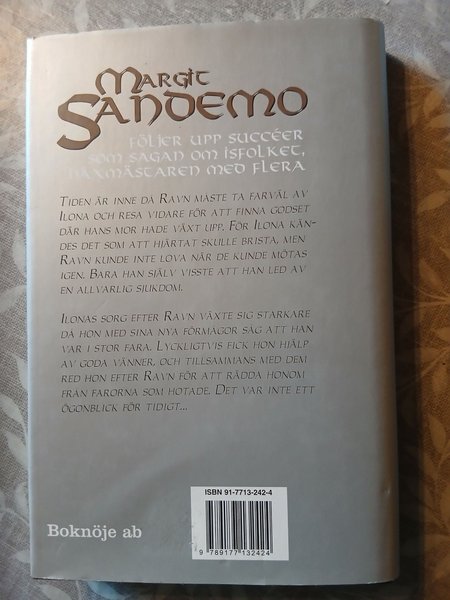 Margit
Sandemo
följer upp succéer
som Sagan om Isfolket,
Häxmästaren med flera
Tiden är inne då Ravn måste ta farväl av
Ilona och resa vidare för att finna godset
där hans mor hade växt upp. För Ilona kän-
des det som att hjärtat skulle brista, men
Ravn kunde inte lova när de kunde mötas
igen. Bara han själv visste att han led av
en allvarlig sjukdom.
Ilonas sorg efter Ravn växte sig starkare
då hon med sina nya förmågor såg att han
var i stor fara. Lyckligtvis fick hon hjälp
av goda vänner, och tillsammans med dem
red hon efter Ravn för att rädda honom
från farorna som hotade. Det var inte ett
ögonblick för tidigt...
ISBN 91-7713-242-4
9 789177 132424
Boknöje ab